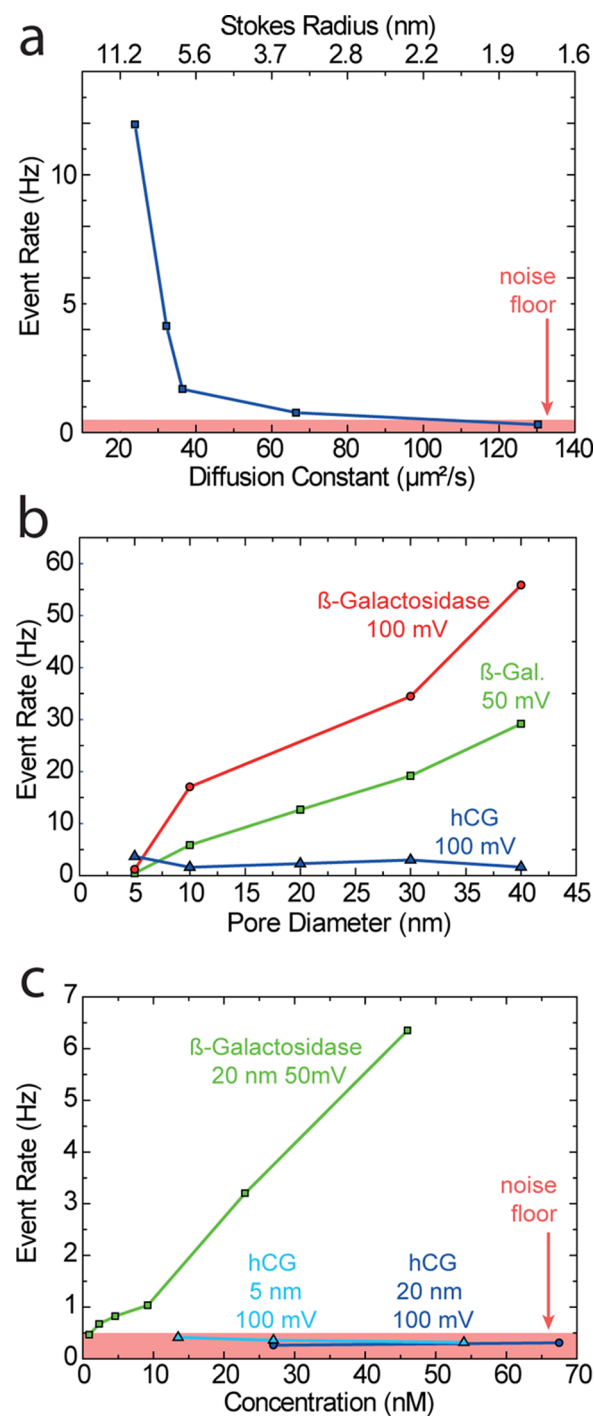 a
Stokes Radius (nm)
11.2 5.6 3.7 2.8 2.2 1.9 1.6
Event Rate (Hz)
10
5
0
noise
floor
20 40 60 80 100 120 140
Diffusion Constant (µm²/s)
b
Event Rate (Hz)
60
50
40
30
20
10
0
ß-Galactosidase
100 mV
ß-Gal.
50 mV
hCG
100 mV
0 5 10 15 20 25 30 35 40 45
Pore Diameter (nm)
c
Event Rate (Hz)
7
6
5
4
3
2
1
0
ß-Galactosidase
20 nm 50mV
noise
floor
hCG
5 nm
100 mV
hCG
20 nm
100 mV
0 10 20 30 40 50 60 70
Concentration (nM)